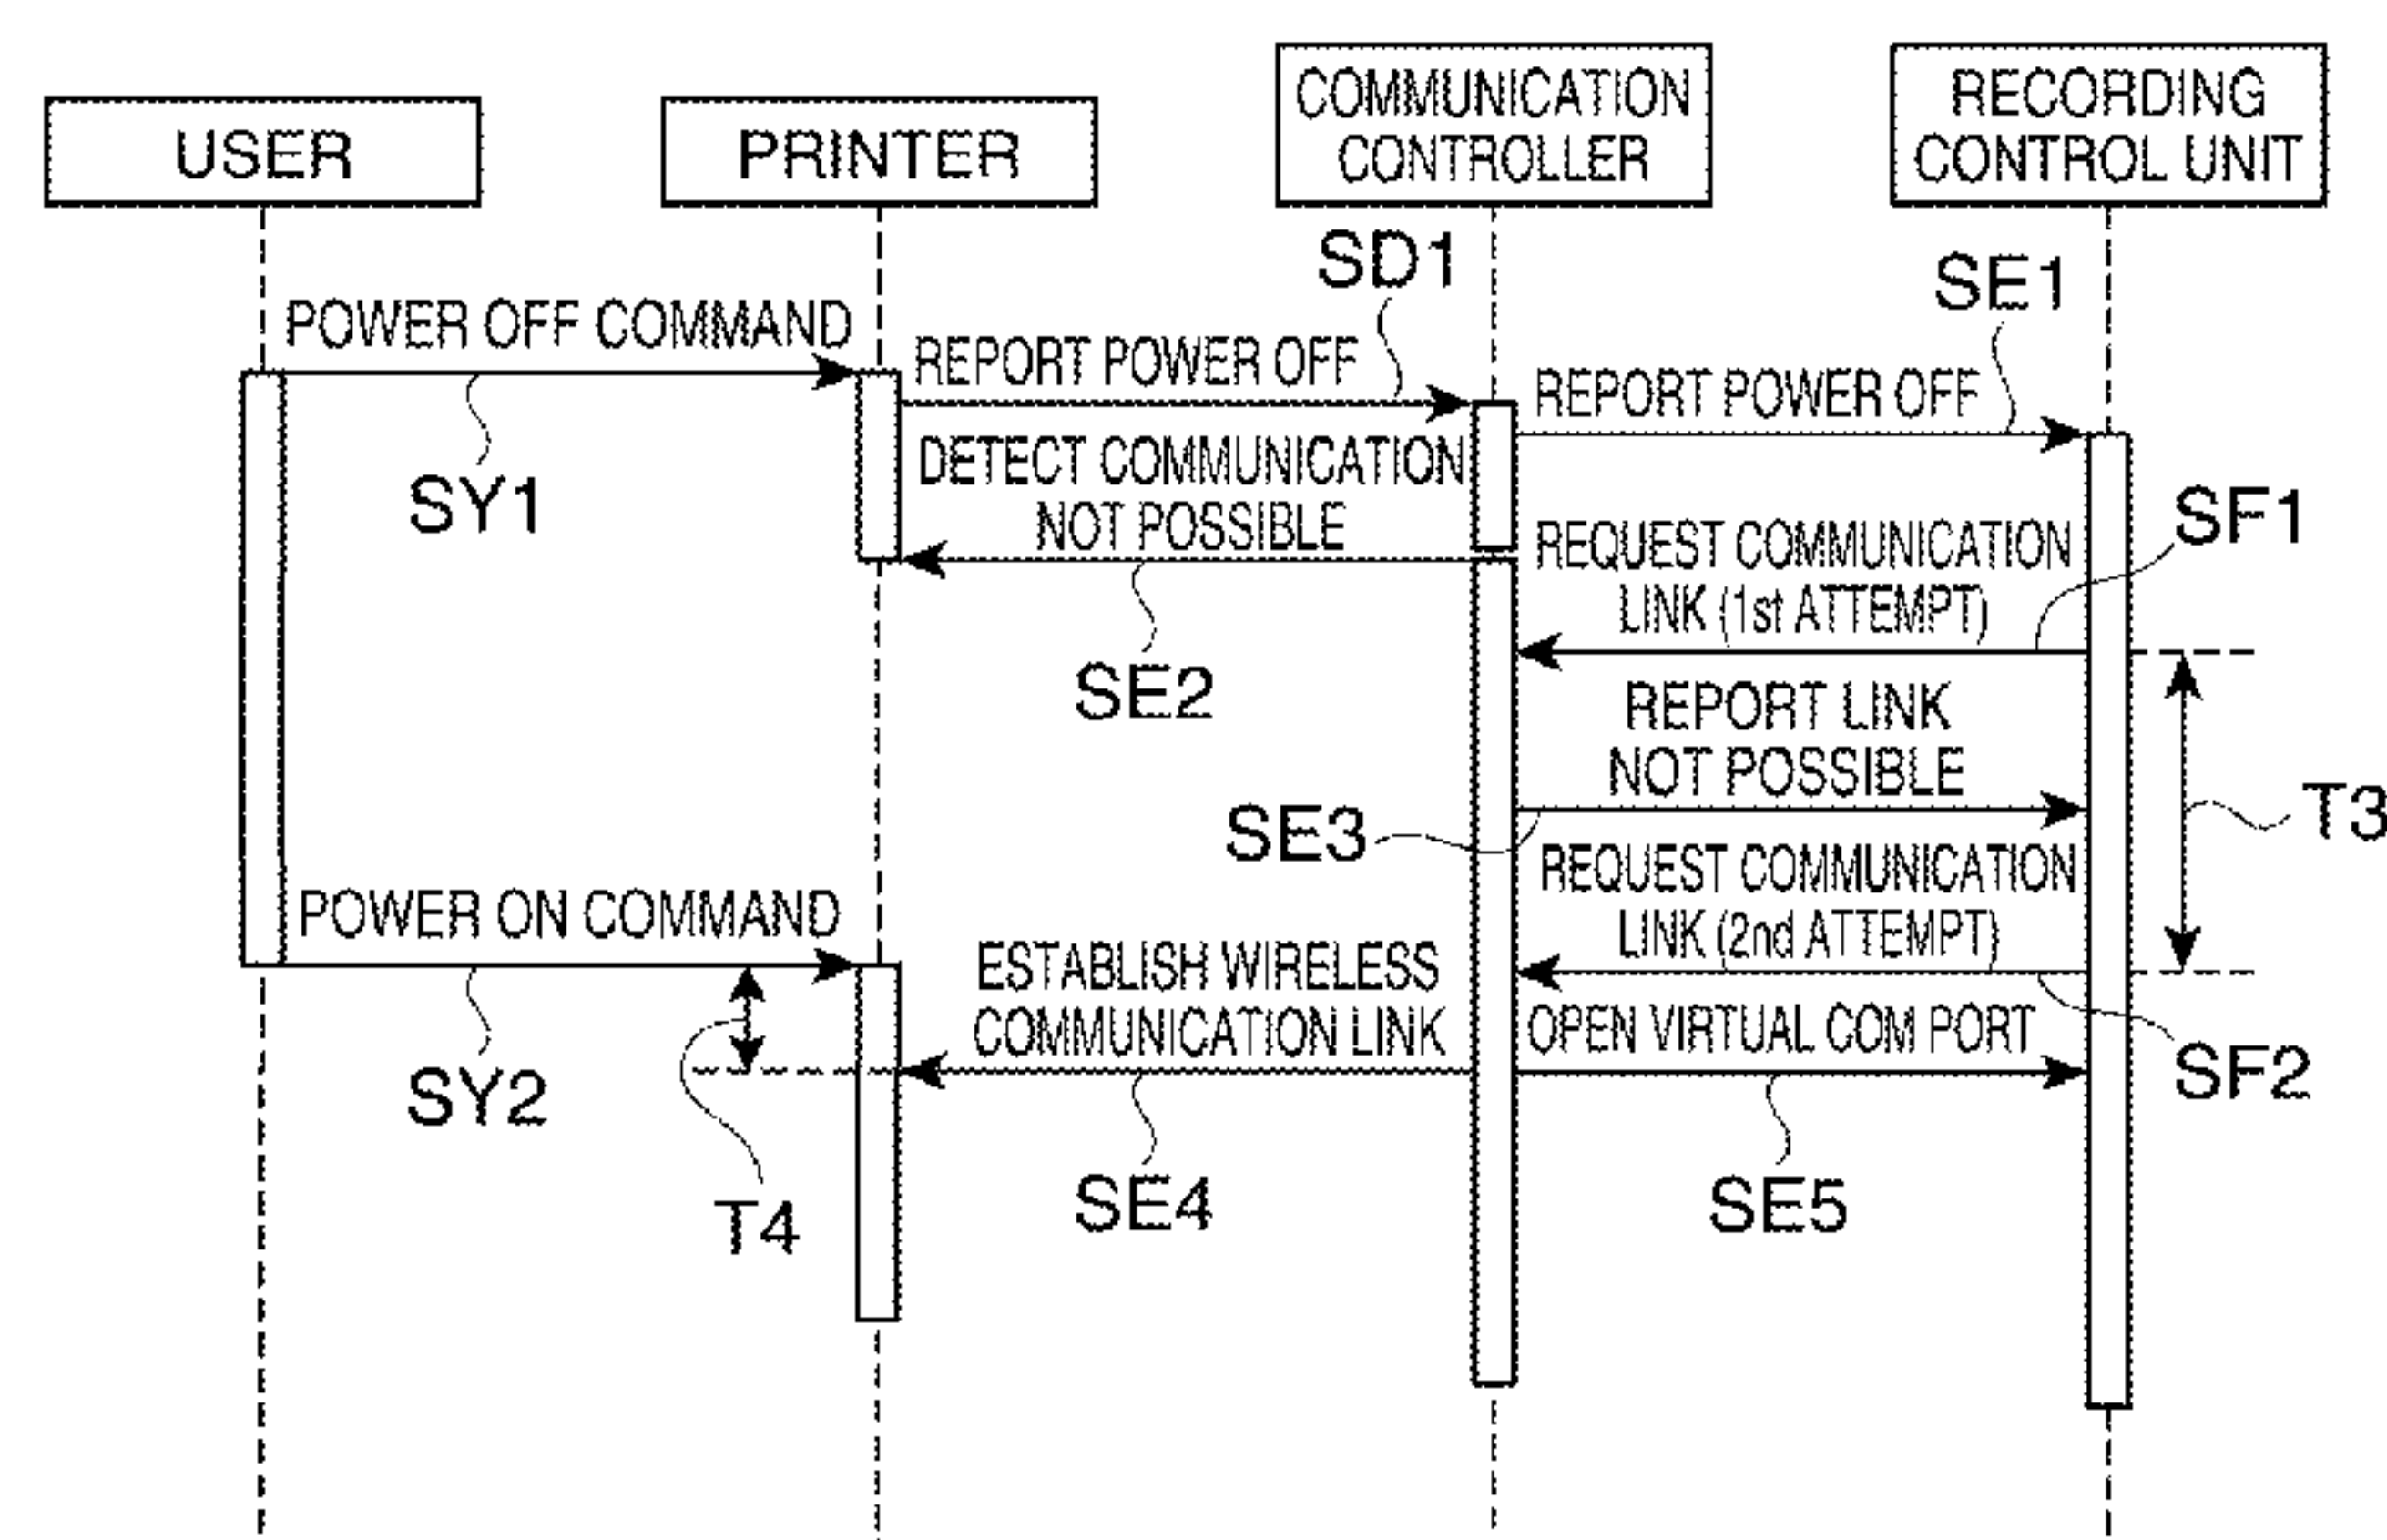 USER
PRINTER
COMMUNICATION
CONTROLLER
RECORDING
CONTROL UNIT
SD1
SE1
POWER OFF COMMAND
REPORT POWER OFF
REPORT POWER OFF
DETECT COMMUNICATION
NOT POSSIBLE
SY1
SF1
REQUEST COMMUNICATION
LINK (1st ATTEMPT)
SE2
REPORT LINK
NOT POSSIBLE
T3
SE3
REQUEST COMMUNICATION
LINK (2nd ATTEMPT)
POWER ON COMMAND
ESTABLISH WIRELESS
COMMUNICATION LINK
OPEN VIRTUAL COM PORT
SY2
SF2
T4
SE4
SE5